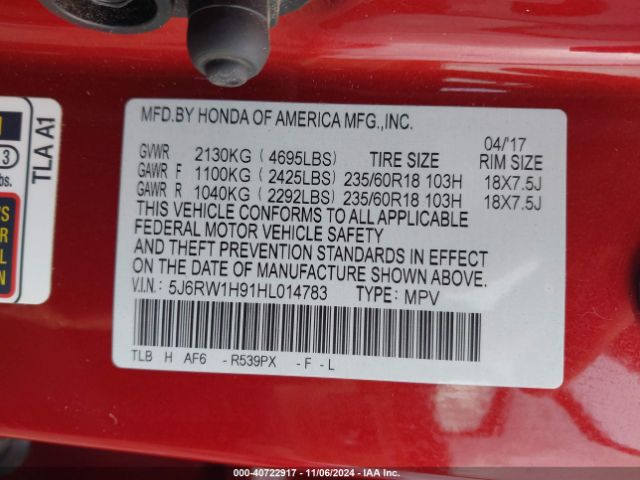 MFD.BY HONDA OF AMERICA MFG.,INC.
04/'17
GVWR 2130KG ( 4695LBS) TIRE SIZE RIM SIZE
GAWR F 1100KG ( 2425LBS) 235/60R18 103H 18X7.5J
GAWR R 1040KG ( 2292LBS) 235/60R18 103H 18X7.5J
THIS VEHICLE CONFORMS TO ALL APPLICABLE
FEDERAL MOTOR VEHICLE SAFETY
AND THEFT PREVENTION STANDARDS IN EFFECT
ON THE DATE OF MANUFACTURE SHOWN ABOVE.
V.I.N: 5J6RW1H91HL014783 TYPE: MPV
TLB H AF6 - R539PX - F - L
TLA A1
3
bs.
000-40722917 - 11/06/2024 - IAA Inc.